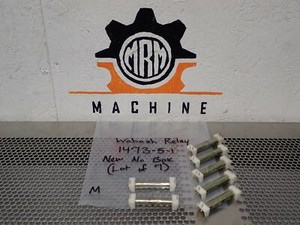 MRM
MACHINE
Wabash Relay
1473-5-1
New No Box
(Lot of 7)
M